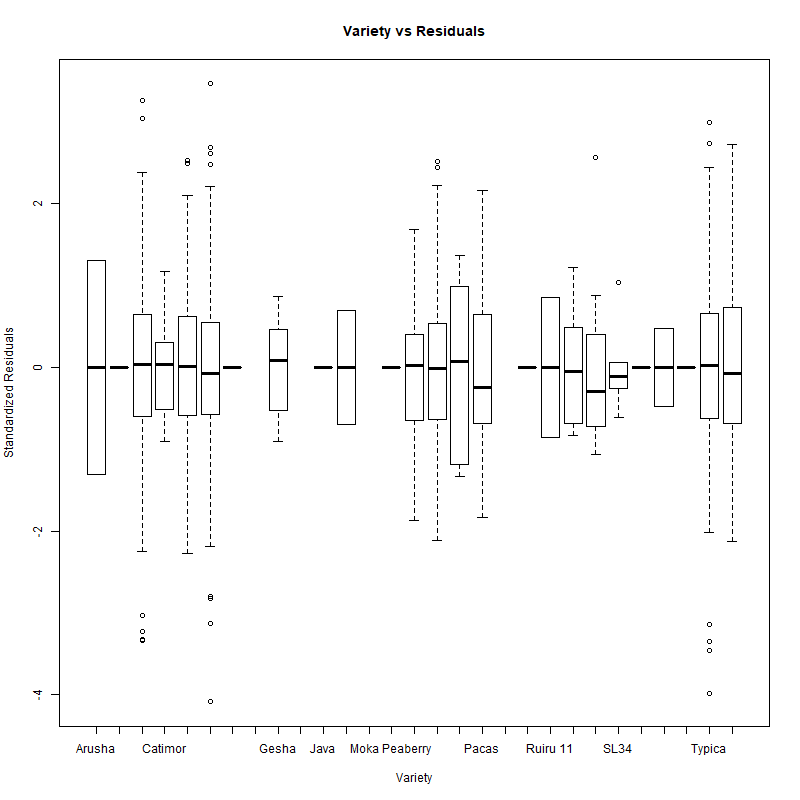 Variety vs Residuals
Standardized Residuals
2
0
-2
-4
Arusha Catimor Gesha Java Moka Peaberry Pacas Ruiru 11 SL34 Typica
Variety